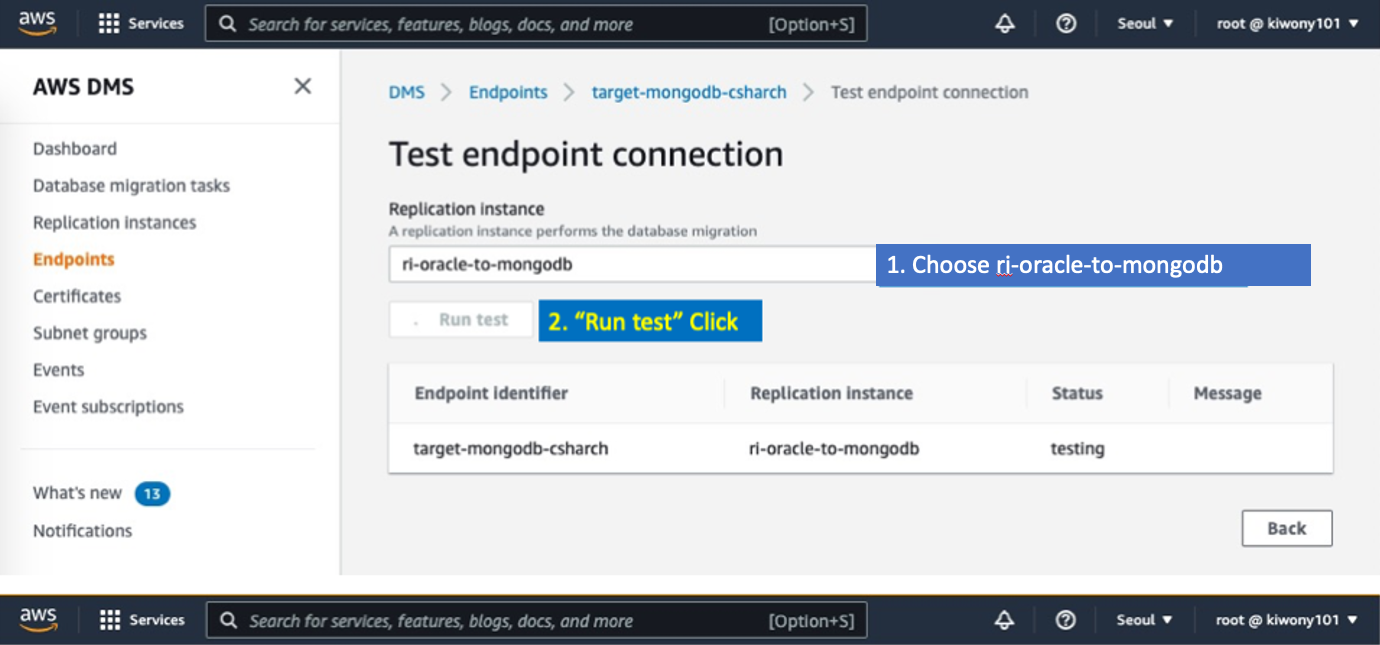 aws Services Search for services, features, blogs, docs, and more [Option+S] Seoul ▼ root @ kiwony101 ▼
AWS DMS
Dashboard
Database migration tasks
Replication instances
Endpoints
Certificates
Subnet groups
Events
Event subscriptions
What's new 13
Notifications
DMS > Endpoints > target-mongodb-csharch > Test endpoint connection
Test endpoint connection
Replication instance
A replication instance performs the database migration
ri-oracle-to-mongodb
1. Choose ri-oracle-to-mongodb
Run test
2. “Run test” Click
Endpoint identifier Replication instance Status Message
target-mongodb-csharch ri-oracle-to-mongodb testing
Back
aws Services Search for services, features, blogs, docs, and more [Option+S] Seoul ▼ root @ kiwony101 ▼